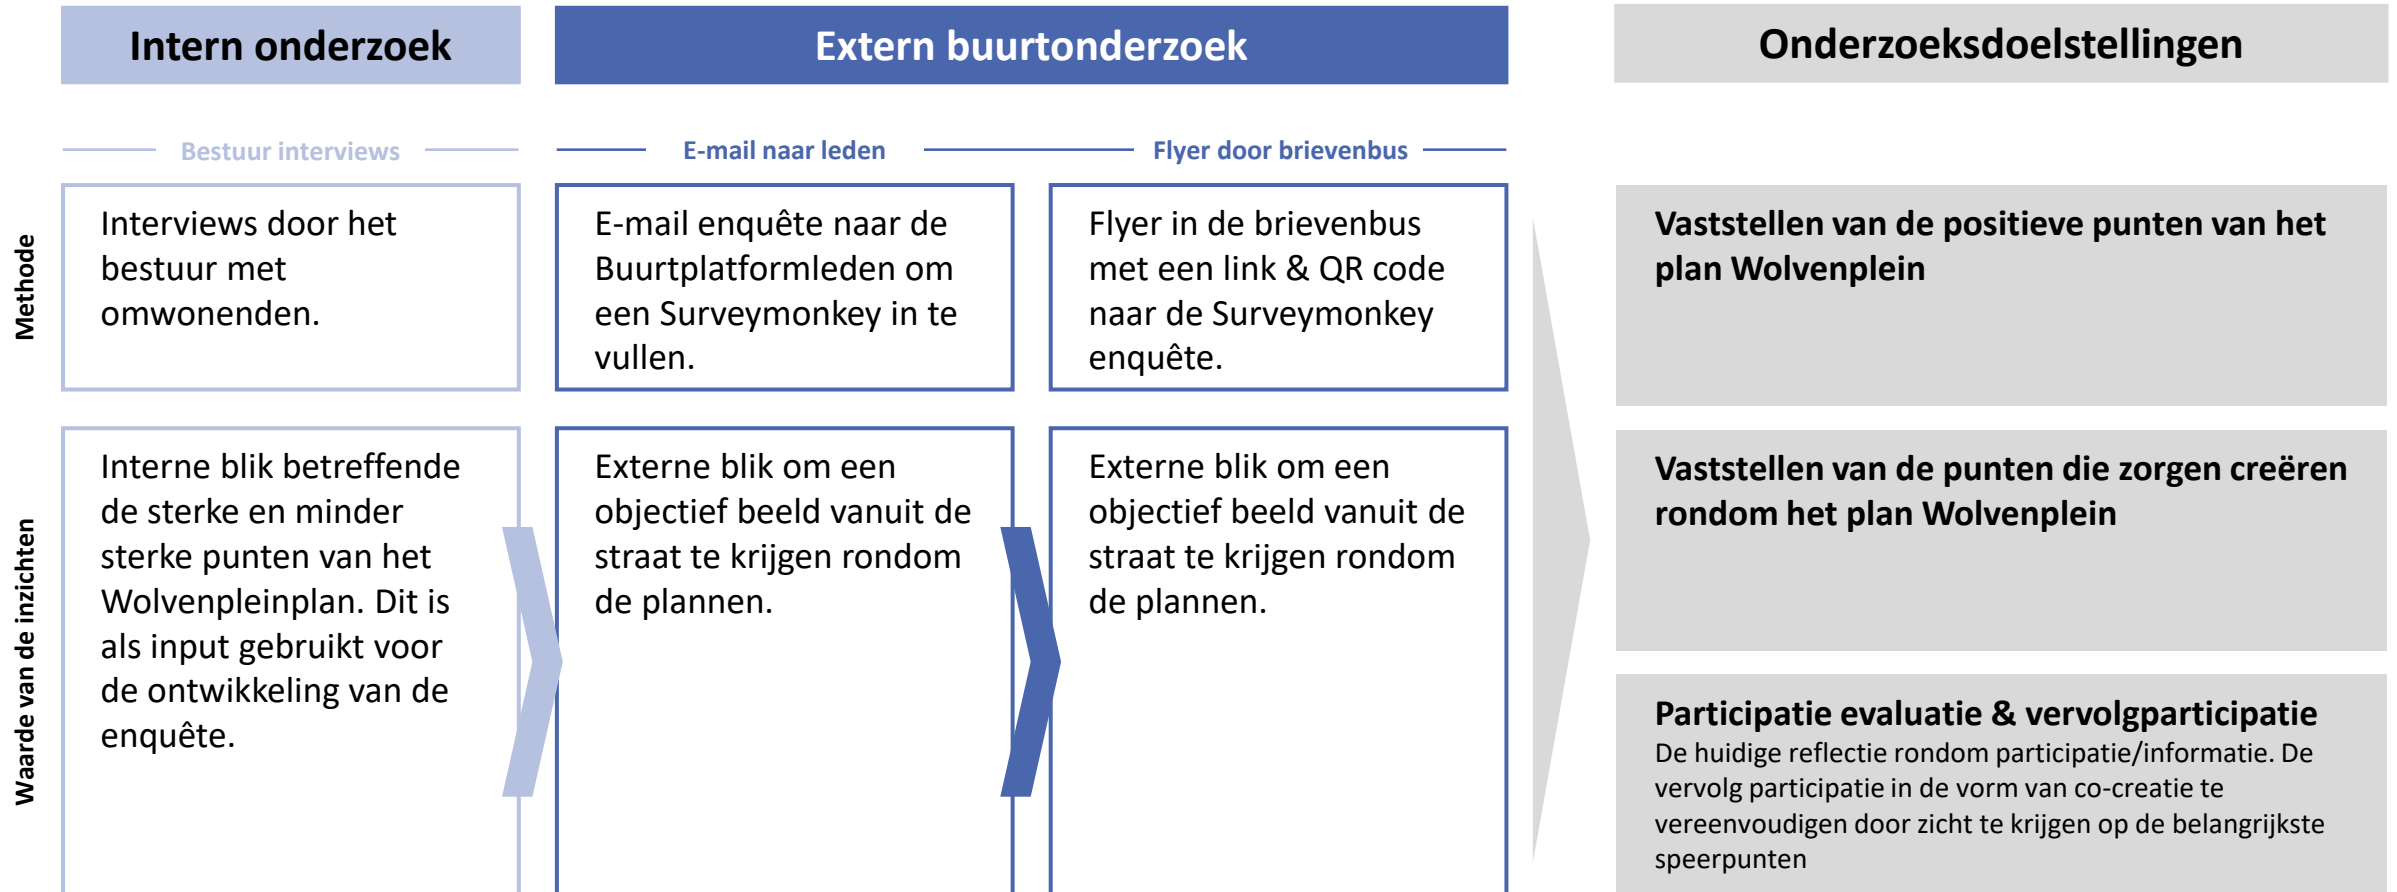 Intern onderzoek
Extern buurtonderzoek
Onderzoeksdoelstellingen
Bestuur interviews
E-mail naar leden
Flyer door brievenbus
Methode
Interviews door het
bestuur met
omwonenden.
E-mail enquête naar de
Buurtplatformleden om
een Surveymonkey in te
vullen.
Flyer in de brievenbus
met een link & QR code
naar de Surveymonkey
enquête.
Vaststellen van de positieve punten van het
plan Wolvenplein
Waarde van de inzichten
Interne blik betreffende
de sterke en minder
sterke punten van het
Wolvenpleinplan. Dit is
als input gebruikt voor
de ontwikkeling van de
enquête.
Externe blik om een
objectief beeld vanuit de
straat te krijgen rondom
de plannen.
Externe blik om een
objectief beeld vanuit de
straat te krijgen rondom
de plannen.
Vaststellen van de punten die zorgen creëren
rondom het plan Wolvenplein
Participatie evaluatie & vervolgparticipatie
De huidige reflectie rondom participatie/informatie. De
vervolg participatie in de vorm van co-creatie te
vereenvoudigen door zicht te krijgen op de belangrijkste
speerpunten